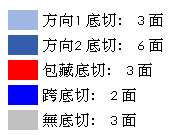 方向1 底切: 3 面
方向2 底切: 6 面
包藏底切: 3 面
跨底切: 2 面
無底切: 3 面